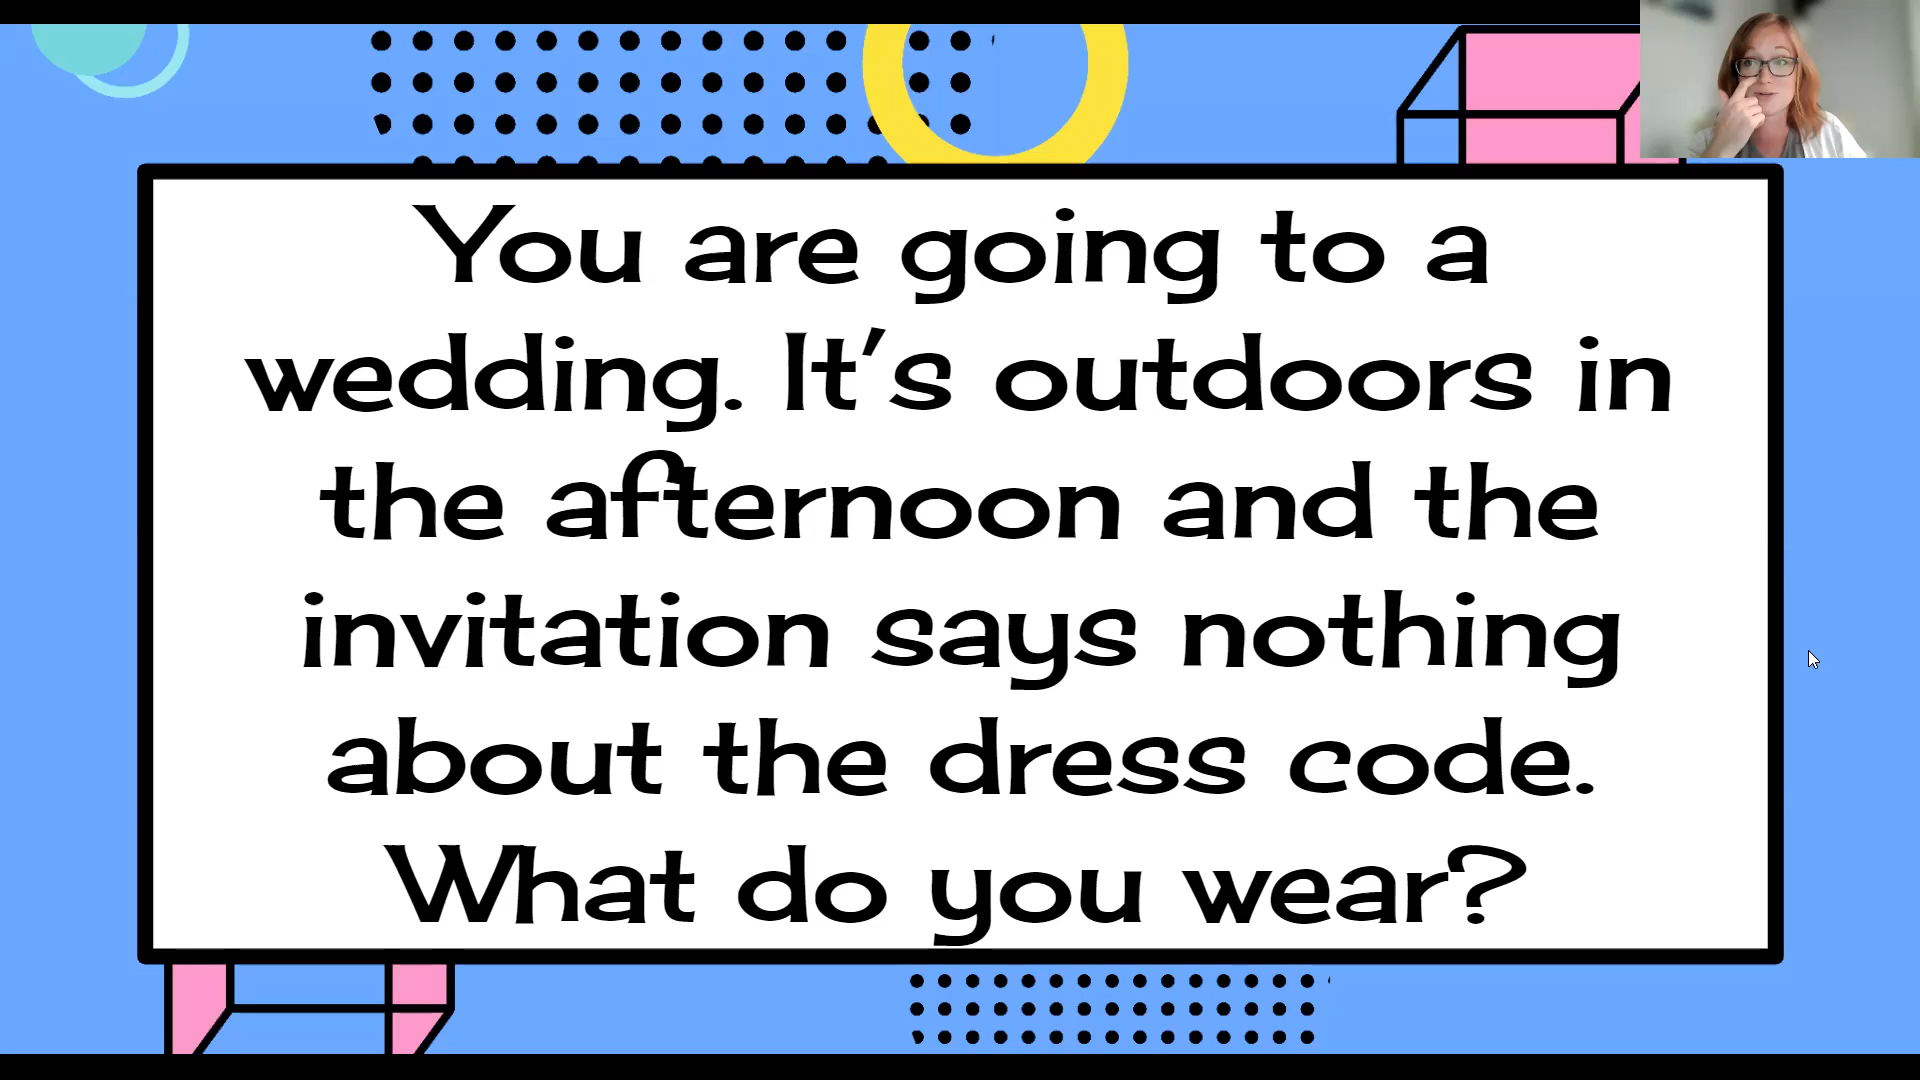 You are going to a
wedding. It's outdoors in
the afternoon and the
invitation says nothing
about the dress code.
What do you wear?